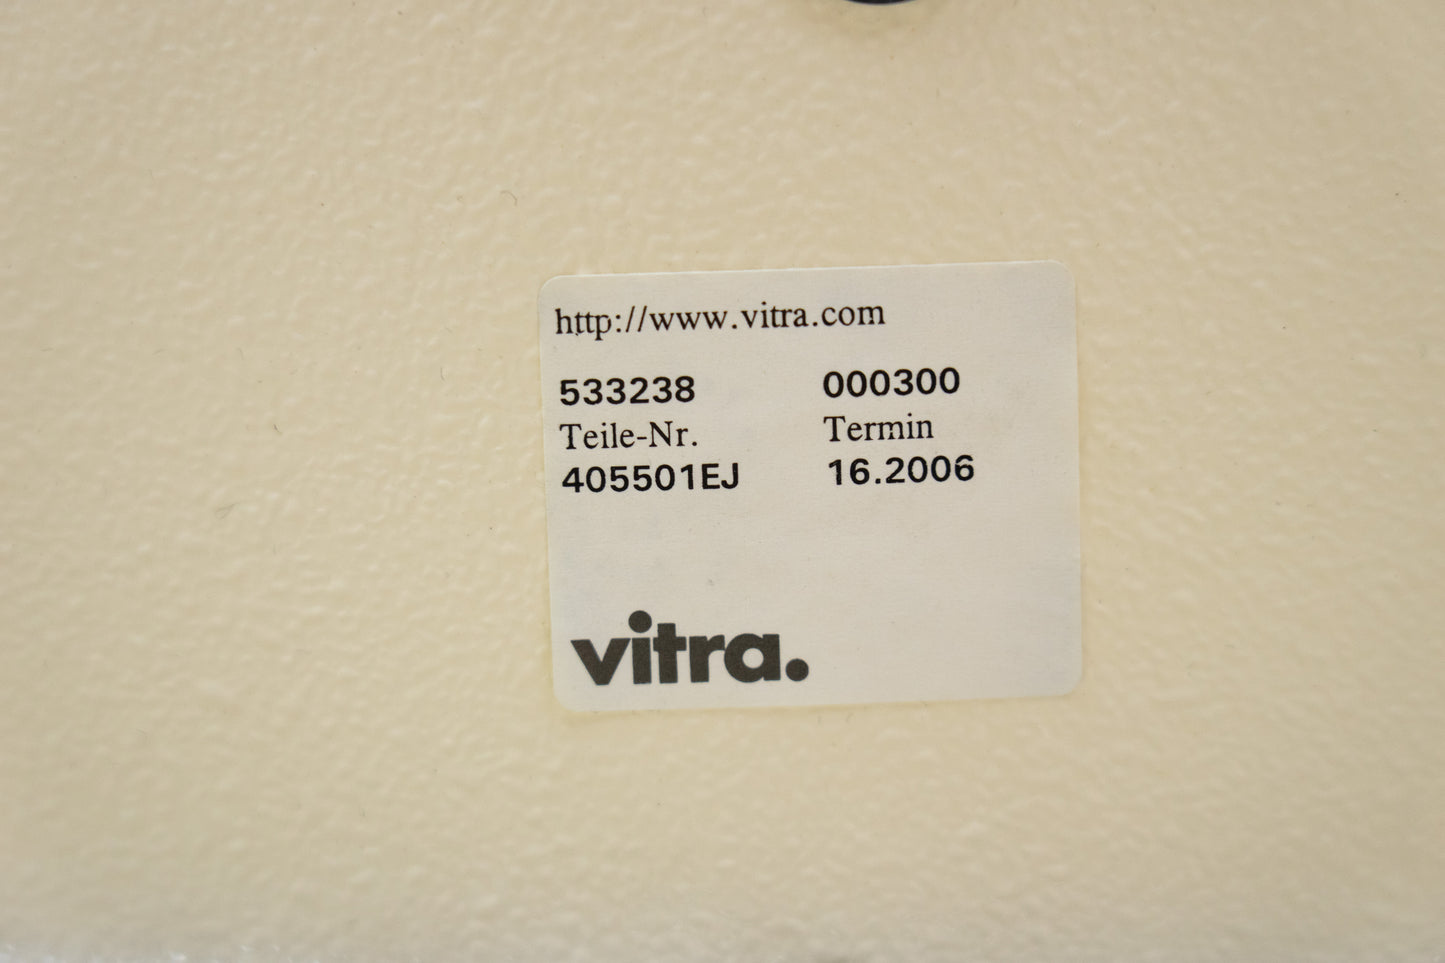 http://www.vitra.com
533238 000300
Teile-Nr. Termin
405501EJ 16.2006
vitra.